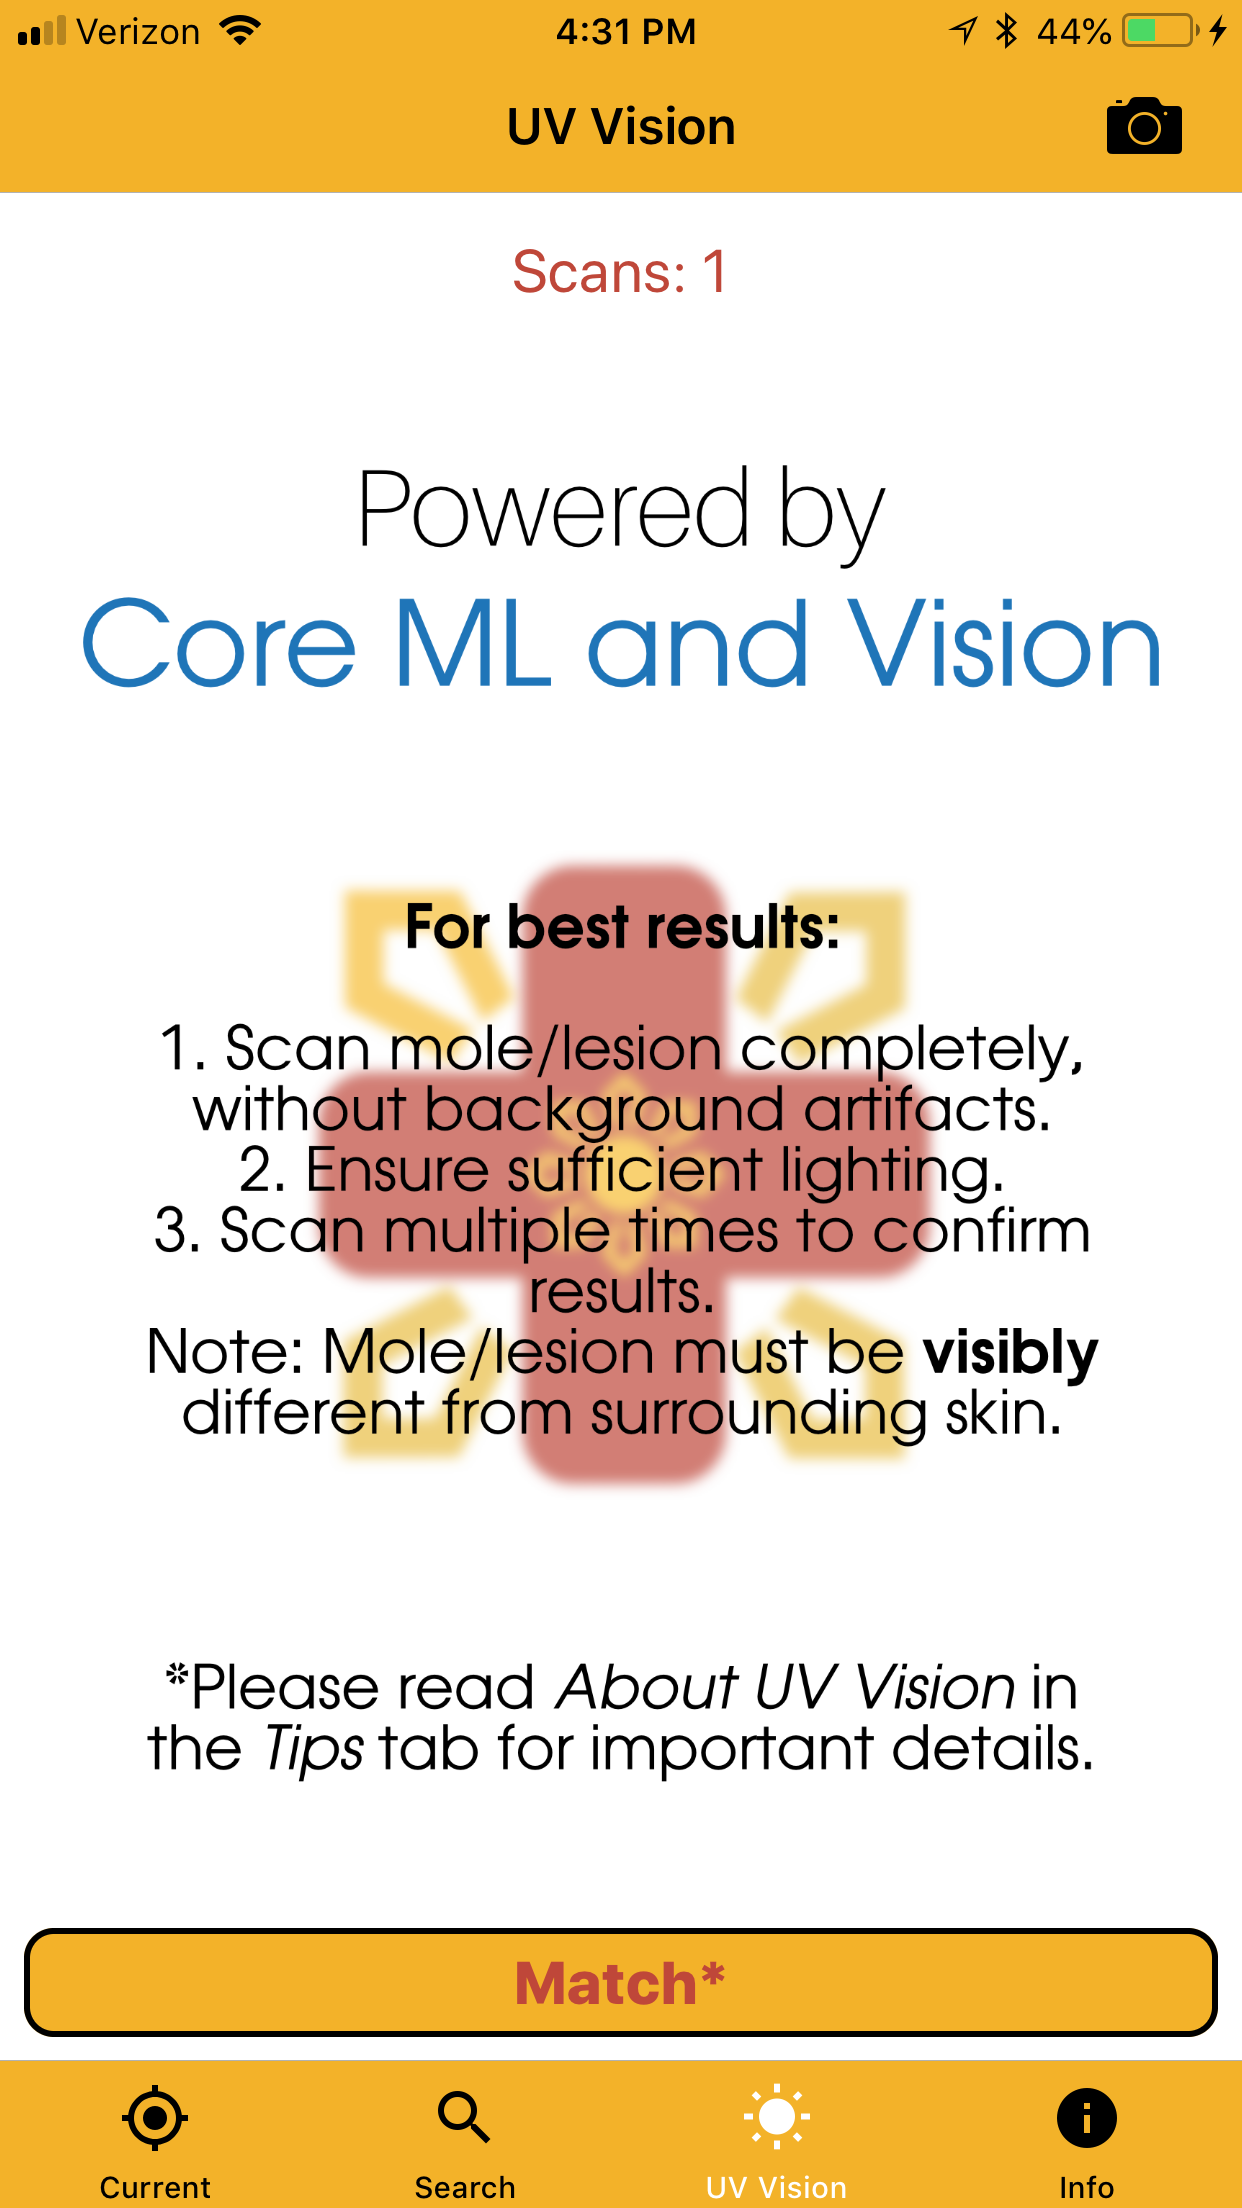 Verizon 4:31 PM 44%
UV Vision
Scans: 1
Powered by
Core ML and Vision
For best results:
1. Scan mole/lesion completely,
without background artifacts.
2. Ensure sufficient lighting.
3. Scan multiple times to confirm
results.
Note: Mole/lesion must be visibly
different from surrounding skin.
*Please read About UV Vision in
the Tips tab for important details.
Match*
Current Search UV Vision Info